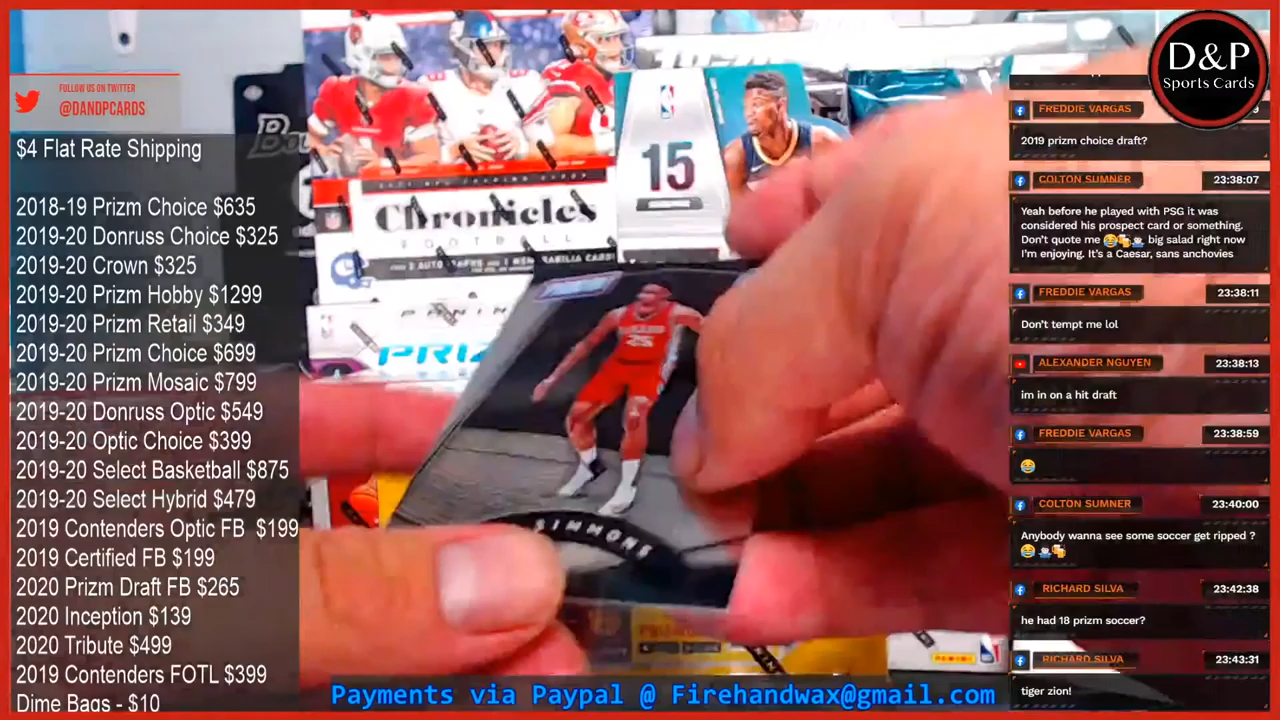 FOLLOW US ON TWITTER
@DANDPCARDS
$4 Flat Rate Shipping
2018-19 Prizm Choice $635
2019-20 Donruss Choice $325
2019-20 Crown $325
2019-20 Prizm Hobby $1299
2019-20 Prizm Retail $349
2019-20 Prizm Choice $699
2019-20 Prizm Mosaic $799
2019-20 Donruss Optic $549
2019-20 Optic Choice $399
2019-20 Select Basketball $875
2019-20 Select Hybrid $479
2019 Contenders Optic FB $199
2019 Certified FB $199
2020 Prizm Draft FB $265
2020 Inception $139
2020 Tribute $499
2019 Contenders FOTL $399
Dime Bags - $10
15
Chronicles
FOOTBALL
PANINI
PRIZ
25
SIMMONS
PANINI
Payments via Paypal @ Firehandwax@gmail.com
D&P
Sports Cards
FREDDIE VARGAS
2019 prizm choice draft?
COLTON SUMNER 23:38:07
Yeah before he played with PSG it was
considered his prospect card or something.
Don't quote me 😂🍻🤷🏻‍♂️ big salad right now
I'm enjoying. It's a Caesar, sans anchovies
FREDDIE VARGAS 23:38:11
Don't tempt me lol
ALEXANDER NGUYEN 23:38:13
im in on a hit draft
FREDDIE VARGAS 23:38:59
😂
COLTON SUMNER 23:40:00
Anybody wanna see some soccer get ripped ?
😂🤷🏻‍♂️🍻
RICHARD SILVA 23:42:38
he had 18 prizm soccer?
RICHARD SILVA 23:43:31
tiger zion!